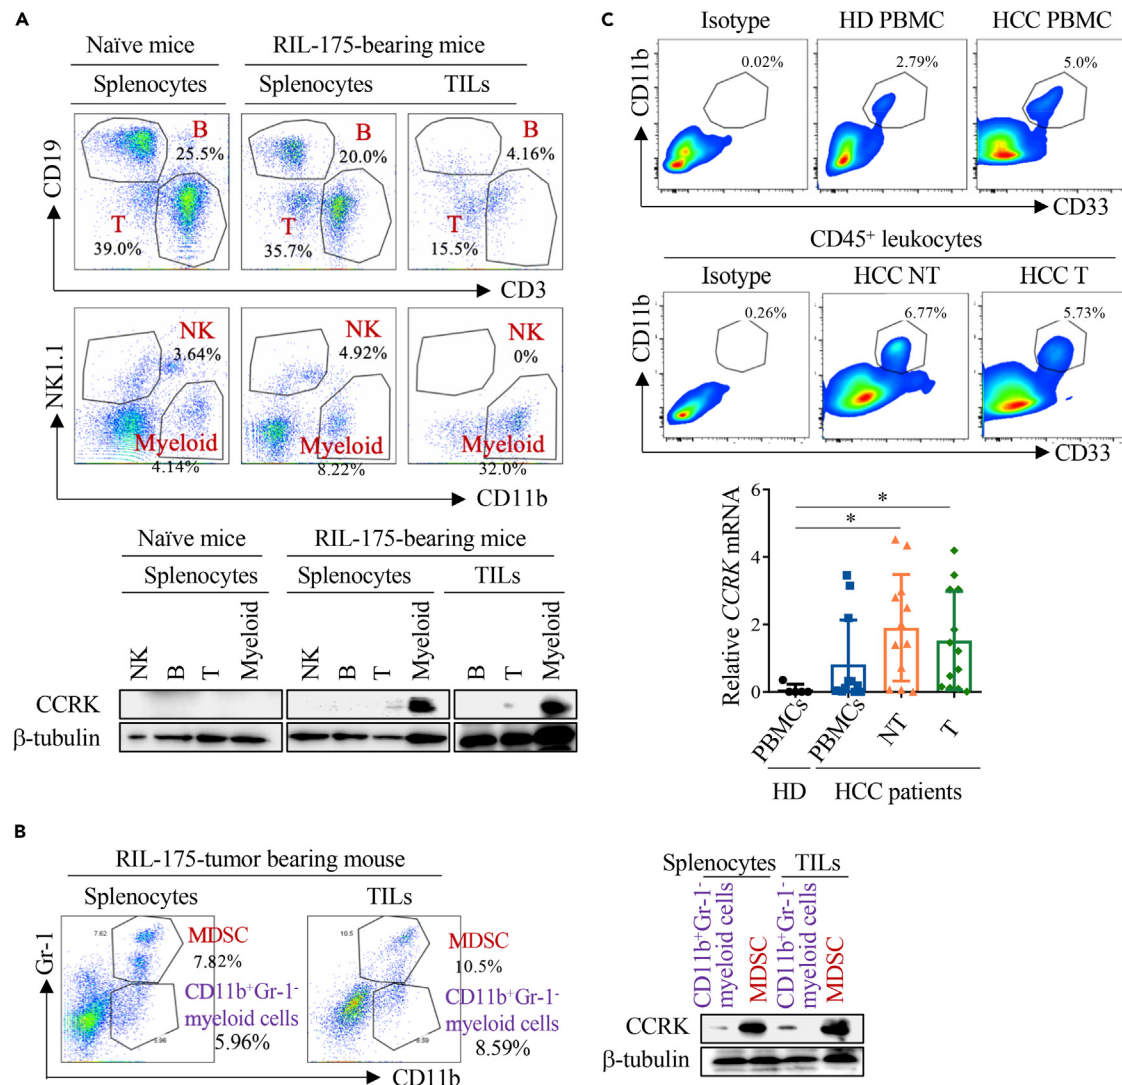 A
Naïve mice RIL-175-bearing mice
Splenocytes Splenocytes TILs
B
25.5%
T
39.0%
B
20.0%
T
35.7%
B
4.16%
T
15.5%
CD19
CD3
NK
3.64%
Myeloid
4.14%
NK
4.92%
Myeloid
8.22%
NK
0%
Myeloid
32.0%
NK1.1
CD11b
Naïve mice RIL-175-bearing mice
Splenocytes Splenocytes TILs
NK B T Myeloid NK B T Myeloid B T Myeloid
CCRK
β-tubulin
B
RIL-175-tumor bearing mouse
Splenocytes TILs
7.62
MDSC
7.82%
CD11b⁺Gr-1⁻
myeloid cells
5.96%
5.96
10.5
MDSC
10.5%
CD11b⁺Gr-1⁻
myeloid cells
8.59%
8.59
Gr-1
CD11b
Splenocytes TILs
CD11b⁺Gr-1⁻
myeloid cells
MDSC
CD11b⁺Gr-1⁻
myeloid cells
MDSC
CCRK
β-tubulin
C
Isotype HD PBMC HCC PBMC
0.02% 2.79% 5.0%
CD11b
CD33
CD45⁺ leukocytes
Isotype HCC NT HCC T
0.26% 6.77% 5.73%
CD11b
CD33
Relative CCRK mRNA
6
4
2
0
*
*
PBMCs PBMCs NT T
HD HCC patients